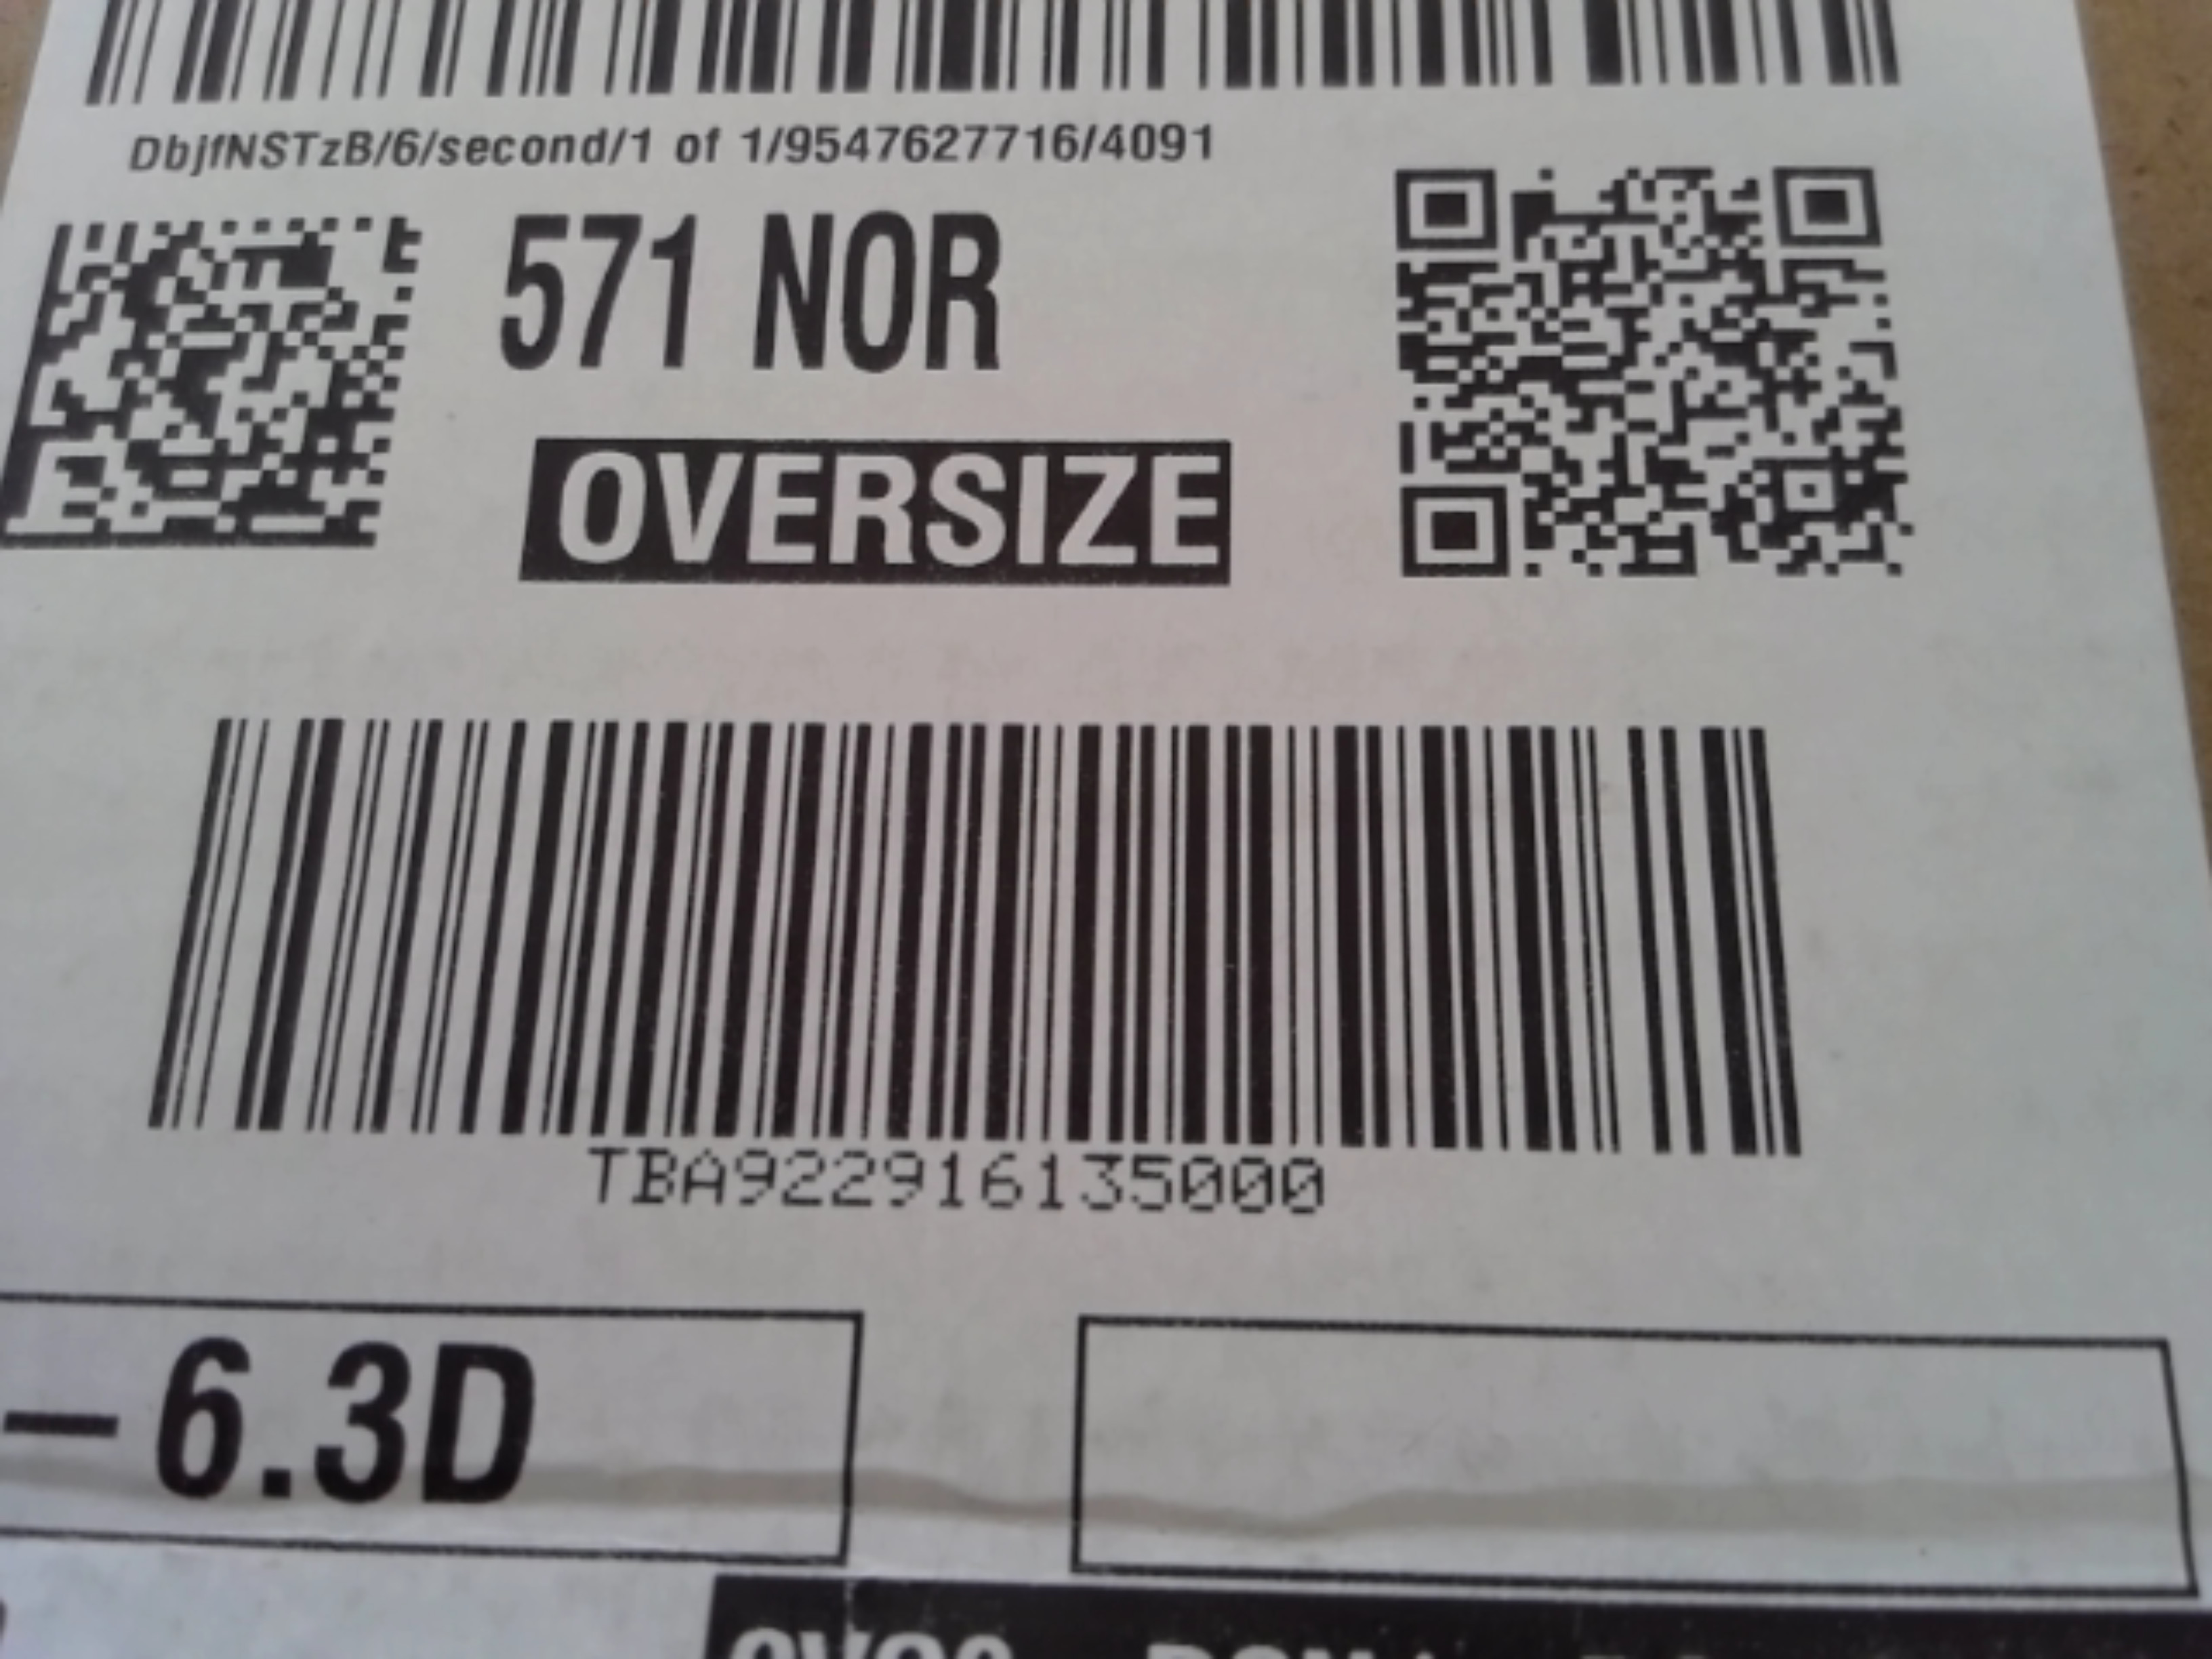 DbjfNSTzB/6/second/1 of 1/9547627716/4091
571 NOR
OVERSIZE
TBA922916135000
–6.3D